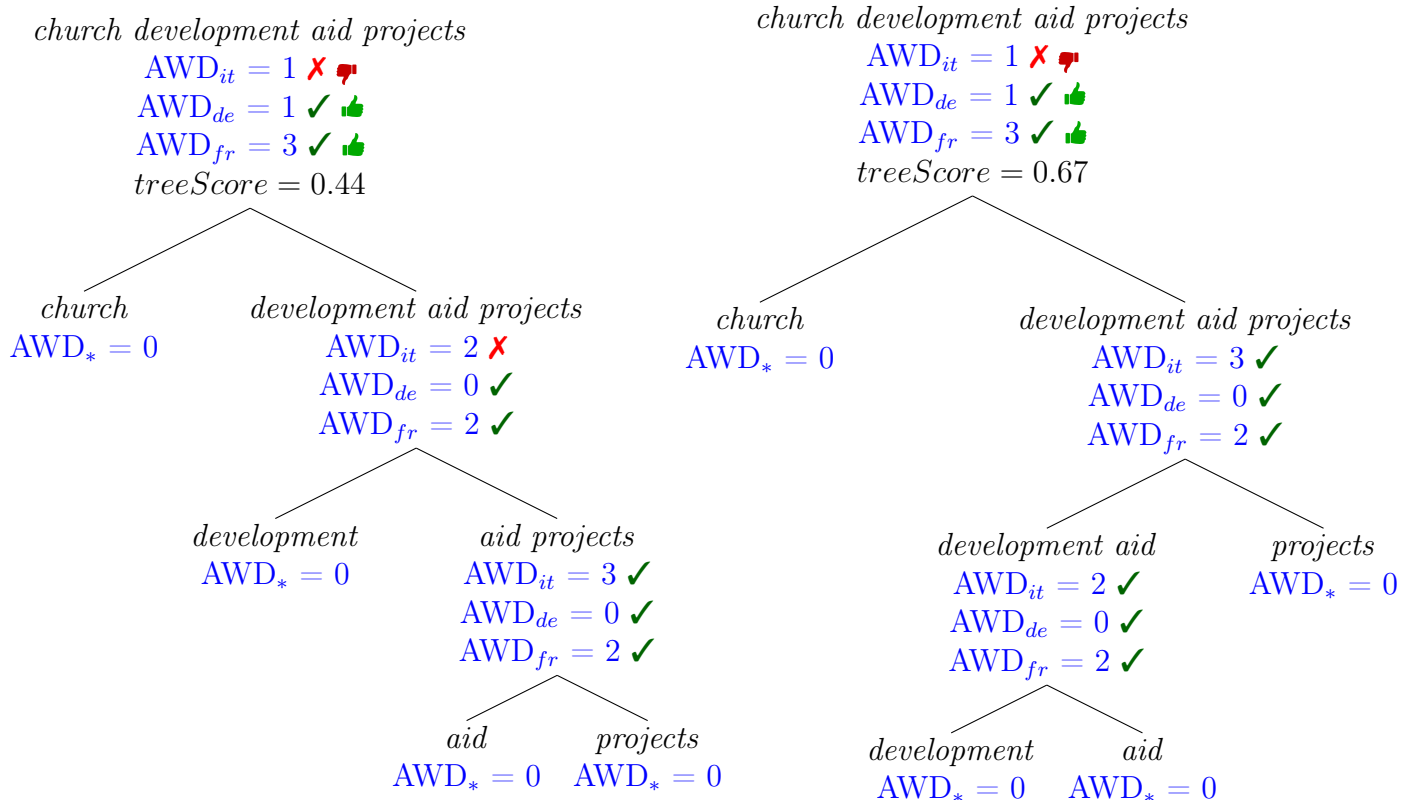 church development aid projects
AWD_it = 1 ✗ 👎
AWD_de = 1 ✓ 👍
AWD_fr = 3 ✓ 👍
treeScore = 0.44
church
AWD_* = 0
development aid projects
AWD_it = 2 ✗
AWD_de = 0 ✓
AWD_fr = 2 ✓
development
AWD_* = 0
aid projects
AWD_it = 3 ✓
AWD_de = 0 ✓
AWD_fr = 2 ✓
aid
AWD_* = 0
projects
AWD_* = 0
church development aid projects
AWD_it = 1 ✗ 👎
AWD_de = 1 ✓ 👍
AWD_fr = 3 ✓ 👍
treeScore = 0.67
church
AWD_* = 0
development aid projects
AWD_it = 3 ✓
AWD_de = 0 ✓
AWD_fr = 2 ✓
development aid
AWD_it = 2 ✓
AWD_de = 0 ✓
AWD_fr = 2 ✓
projects
AWD_* = 0
development
AWD_* = 0
aid
AWD_* = 0